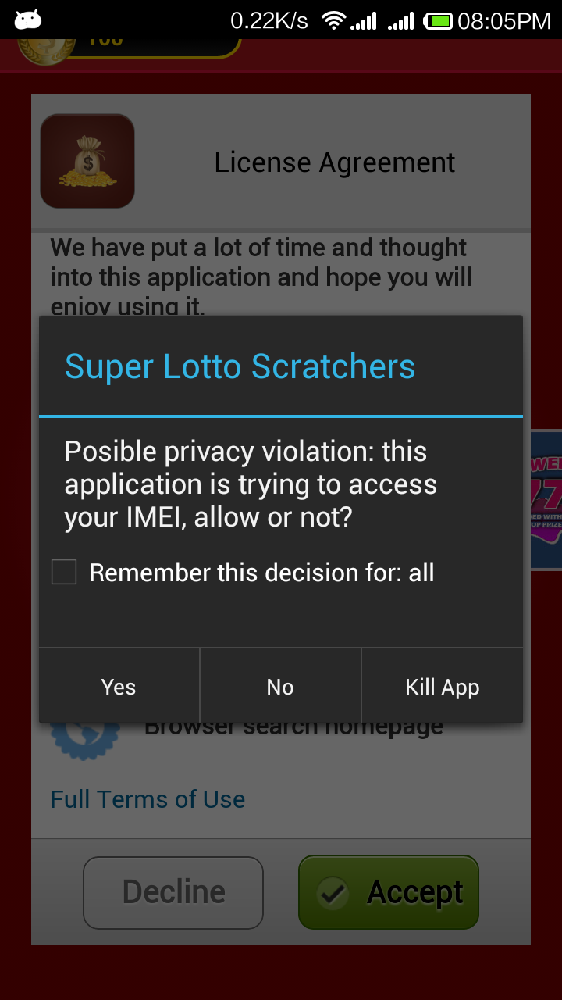 0.22K/s 08:05PM
100
License Agreement
We have put a lot of time and thought
into this application and hope you will
enjoy using it.
Super Lotto Scratchers
Posible privacy violation: this
application is trying to access
your IMEI, allow or not?
Remember this decision for: all
Yes No Kill App
Browser search homepage
Full Terms of Use
Decline Accept